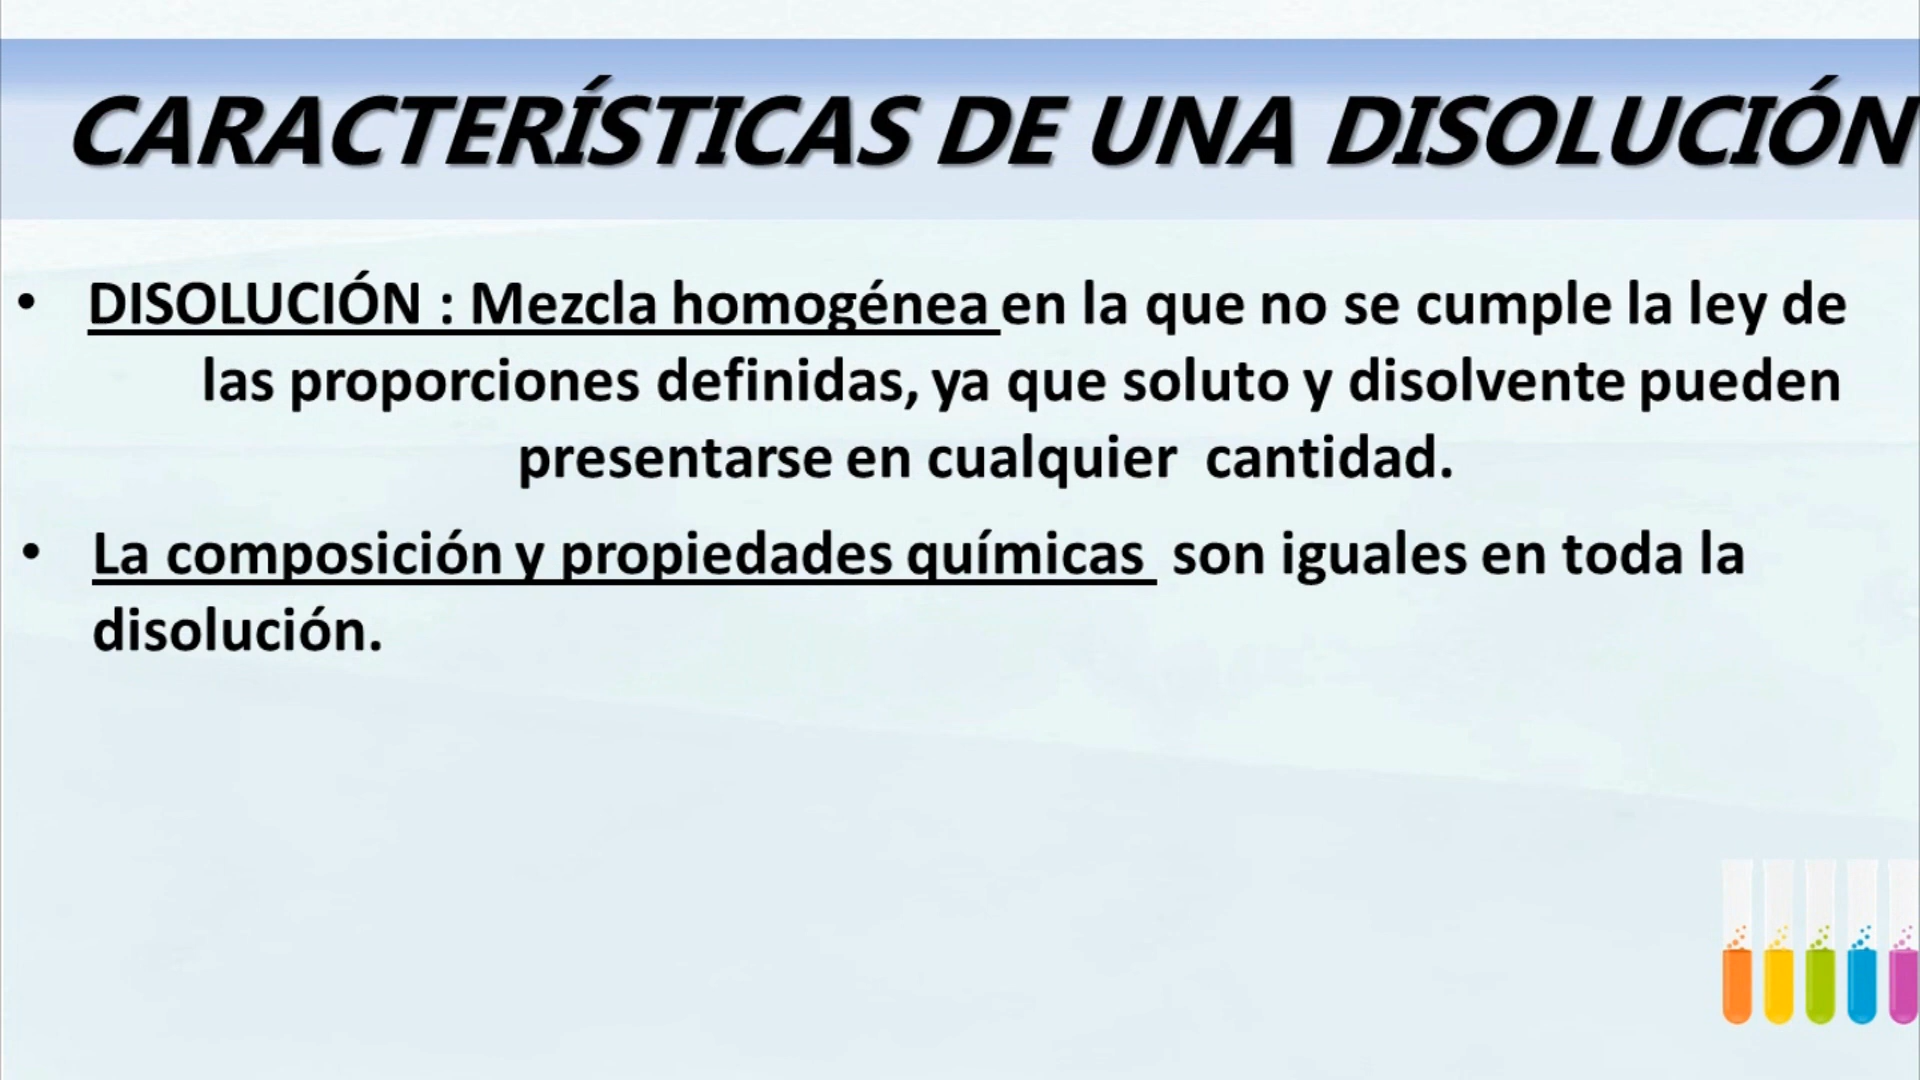 CARACTERÍSTICAS DE UNA DISOLUCIÓN
• DISOLUCIÓN : Mezcla homogénea en la que no se cumple la ley de
las proporciones definidas, ya que soluto y disolvente pueden
presentarse en cualquier cantidad.
• La composición y propiedades químicas son iguales en toda la
disolución.